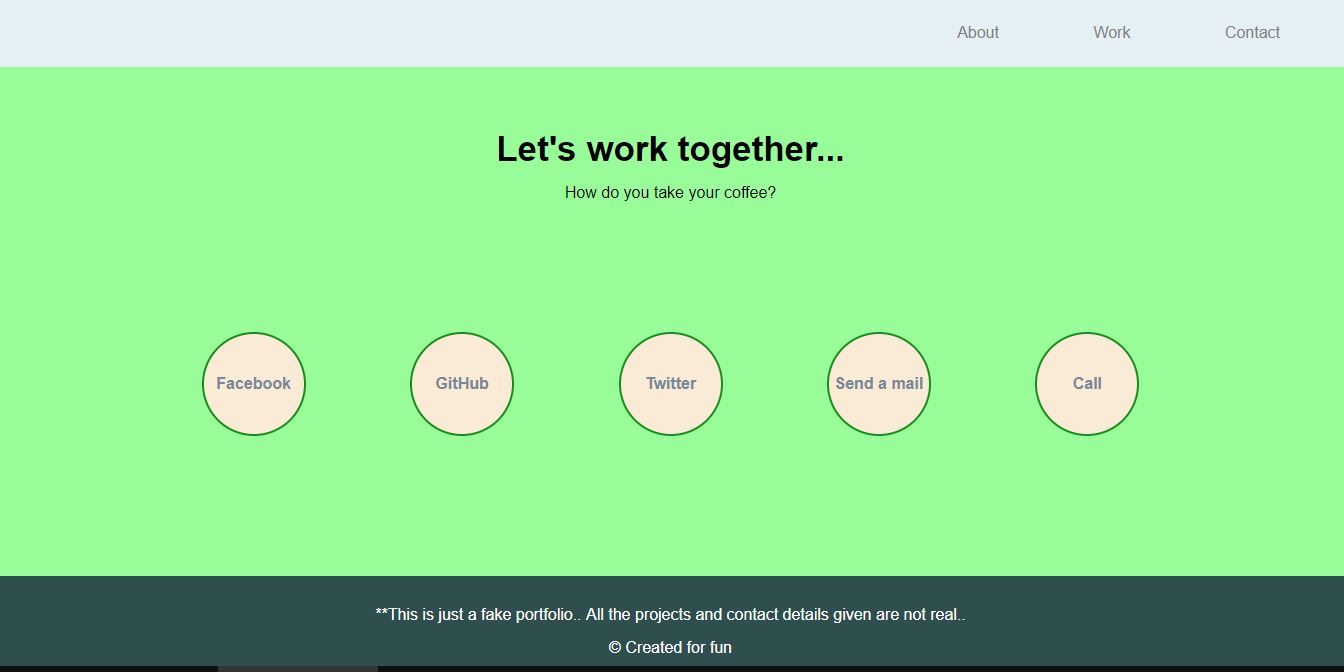 About Work Contact
Let's work together...
How do you take your coffee?
Facebook GitHub Twitter Send a mail Call
**This is just a fake portfolio.. All the projects and contact details given are not real..
© Created for fun